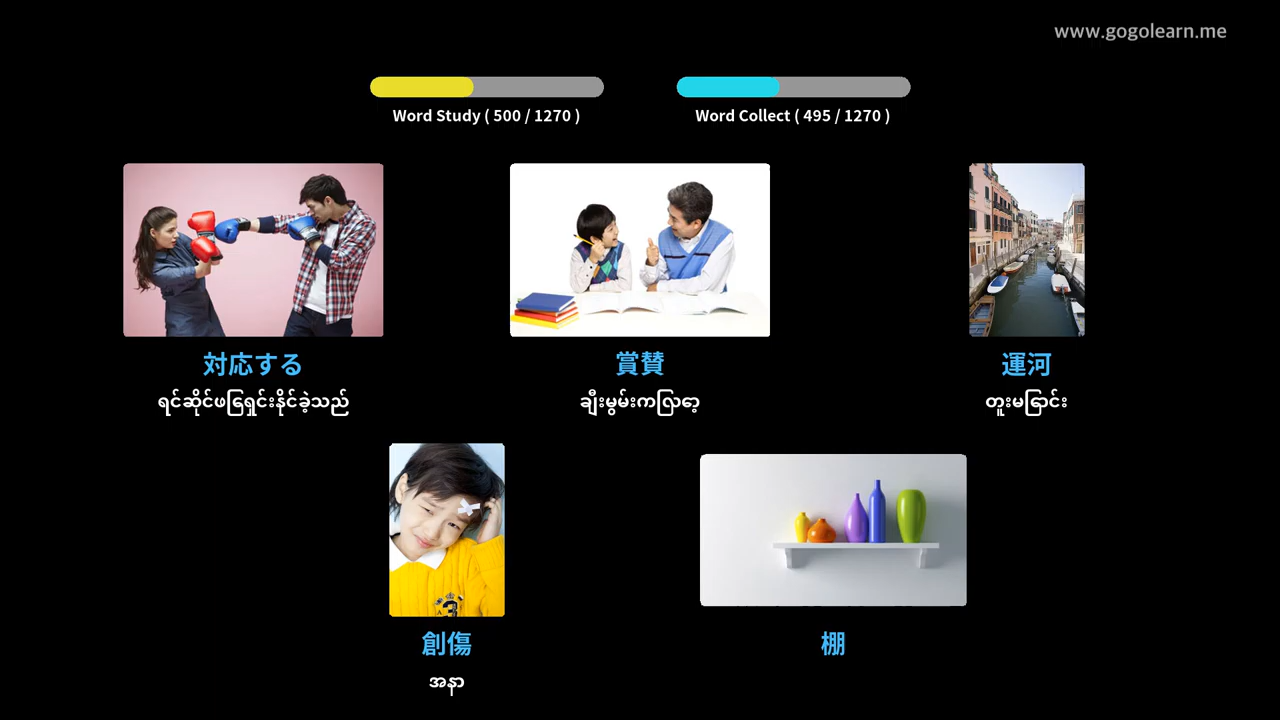 www.gogolearn.me
Word Study ( 500 / 1270 )
Word Collect ( 495 / 1270 )
対応する
賞賛
運河
ရင်ဆိုင်ဖြေရှင်းနိုင်ခဲ့သည်
ချီးမွမ်းကြလော့
တူးမြောင်း
創傷
棚
အနာ
3